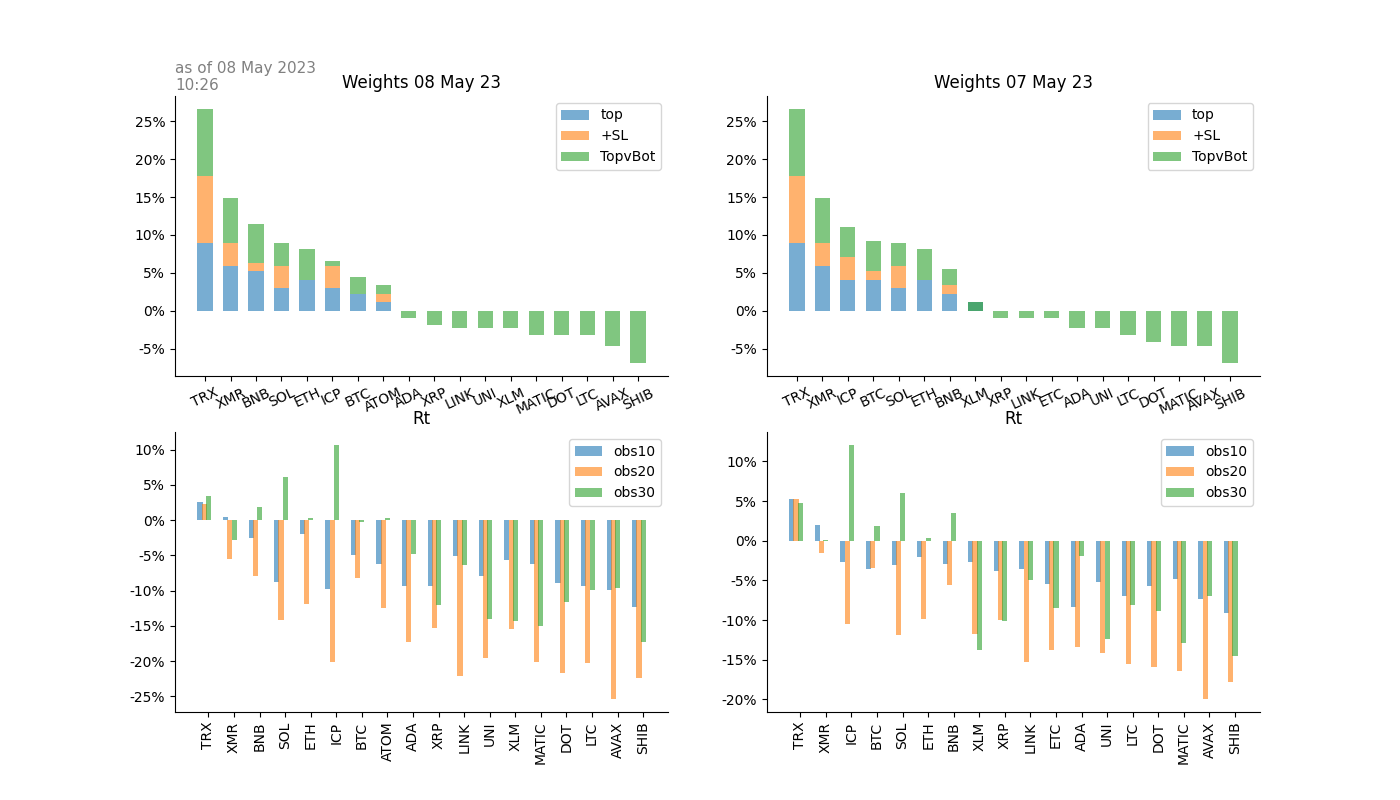 as of 08 May 2023
10:26
Weights 08 May 23
25%
20%
15%
10%
5%
0%
-5%
top
+SL
TopvBot
TRX XMR BNB SOL ETH ICP BTC ATOM ADA XRP LINK UNI XLM MATIC DOT LTC AVAX SHIB
Weights 07 May 23
25%
20%
15%
10%
5%
0%
-5%
top
+SL
TopvBot
TRX XMR ICP BTC SOL ETH BNB XLM XRP LINK ETC ADA UNI LTC DOT MATIC AVAX SHIB
Rt
10%
5%
0%
-5%
-10%
-15%
-20%
-25%
obs10
obs20
obs30
TRX XMR BNB SOL ETH ICP BTC ATOM ADA XRP LINK UNI XLM MATIC DOT LTC AVAX SHIB
Rt
10%
5%
0%
-5%
-10%
-15%
-20%
obs10
obs20
obs30
TRX XMR ICP BTC SOL ETH BNB XLM XRP LINK ETC ADA UNI LTC DOT MATIC AVAX SHIB